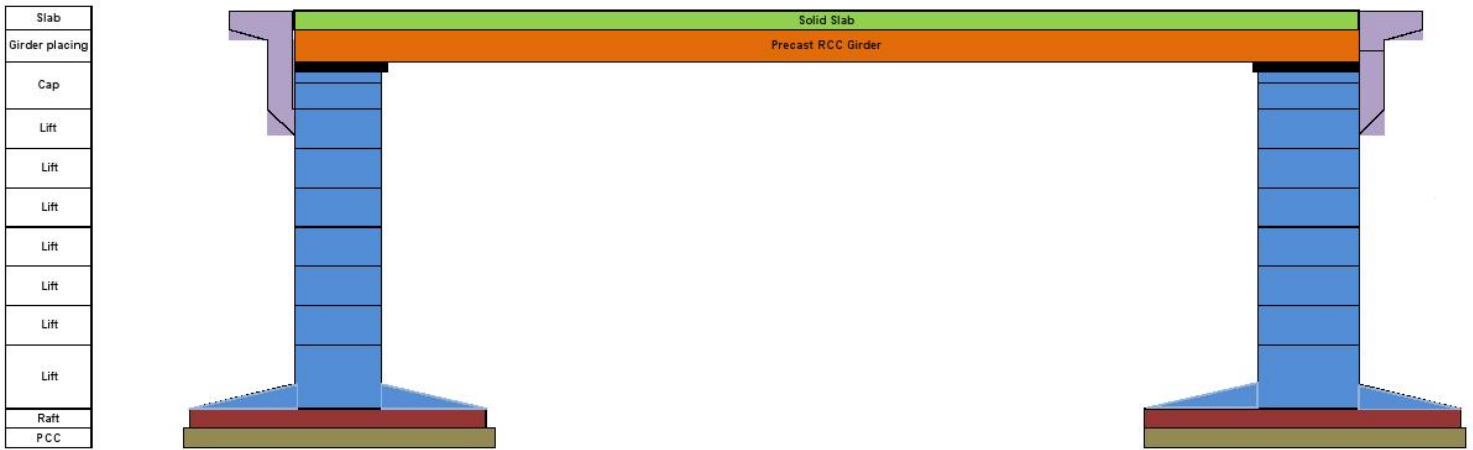 Slab
Solid Slab
Girder placing
Precast RCC Girder
Cap
Lift
Lift
Lift
Lift
Lift
Lift
Lift
Raft
PCC